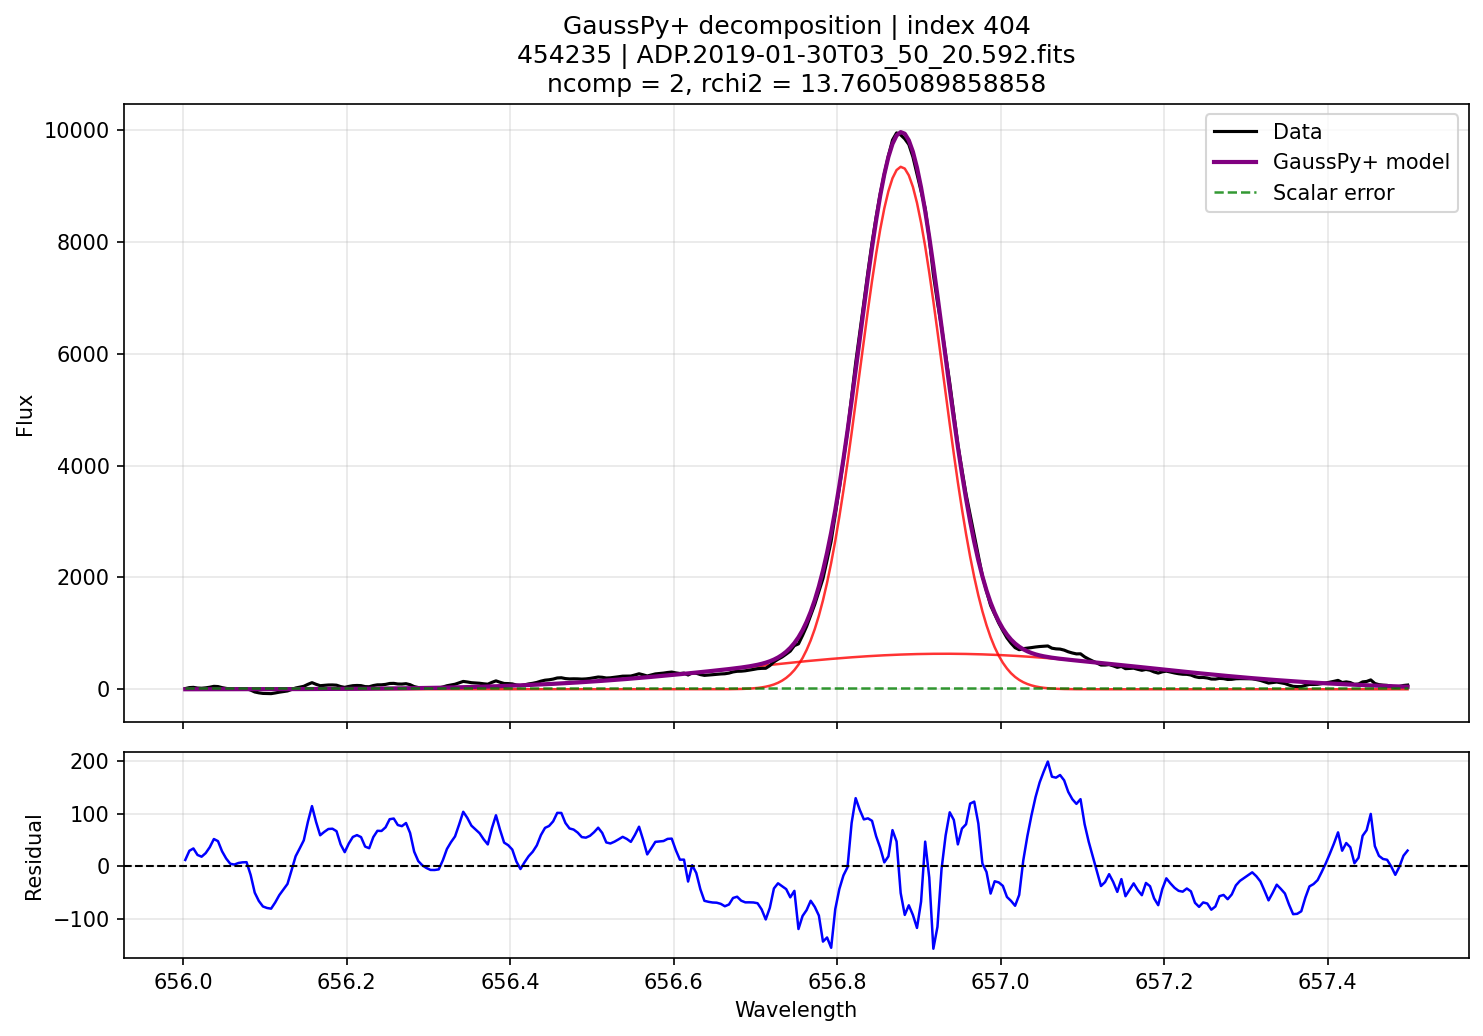 GaussPy+ decomposition | index 404
454235 | ADP.2019-01-30T03_50_20.592.fits
ncomp = 2, rchi2 = 13.7605089858858
Data
GaussPy+ model
Scalar error
10000
8000
6000
4000
2000
0
Flux
200
100
0
−100
Residual
656.0 656.2 656.4 656.6 656.8 657.0 657.2 657.4
Wavelength